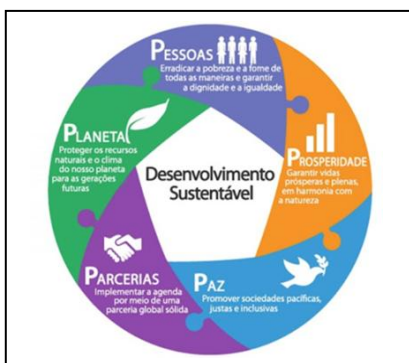 PESSOAS
Erradicar a pobreza e a fome de
todas as maneiras e garantir
a dignidade e a igualdade
PROSPERIDADE
Garantir vidas
prósperas e plenas,
em harmonia com
a natureza
PAZ
Promover sociedades pacíficas,
justas e inclusivas
PARCERIAS
Implementar a agenda
por meio de uma
parceria global sólida
PLANETA
Proteger os recursos
naturais e o clima
do nosso planeta
para as gerações
futuras
Desenvolvimento
Sustentável